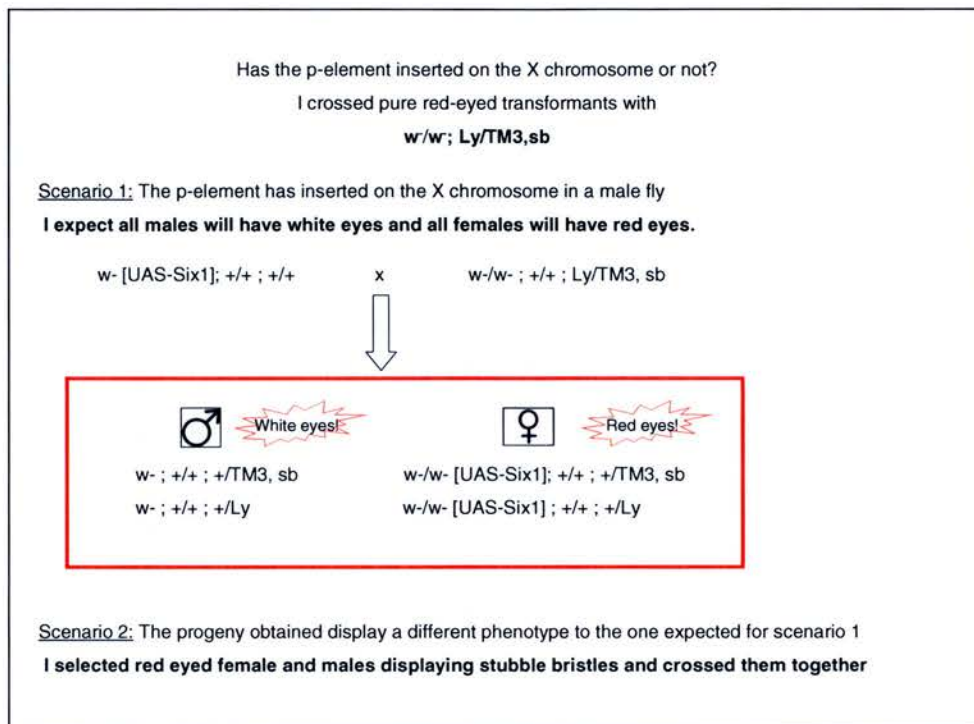 Has the p-element inserted on the X chromosome or not?
I crossed pure red-eyed transformants with
w-/w-; Ly/TM3,sb
Scenario 1: The p-element has inserted on the X chromosome in a male fly
I expect all males will have white eyes and all females will have red eyes.
w- [UAS-Six1]; +/+ ; +/+ x w-/w- ; +/+ ; Ly/TM3, sb
♂ White eyes! ♀ Red eyes!
w- ; +/+ ; +/TM3, sb w-/w- [UAS-Six1]; +/+ ; +/TM3, sb
w- ; +/+ ; +/Ly w-/w- [UAS-Six1] ; +/+ ; +/Ly
Scenario 2: The progeny obtained display a different phenotype to the one expected for scenario 1
I selected red eyed female and males displaying stubble bristles and crossed them together